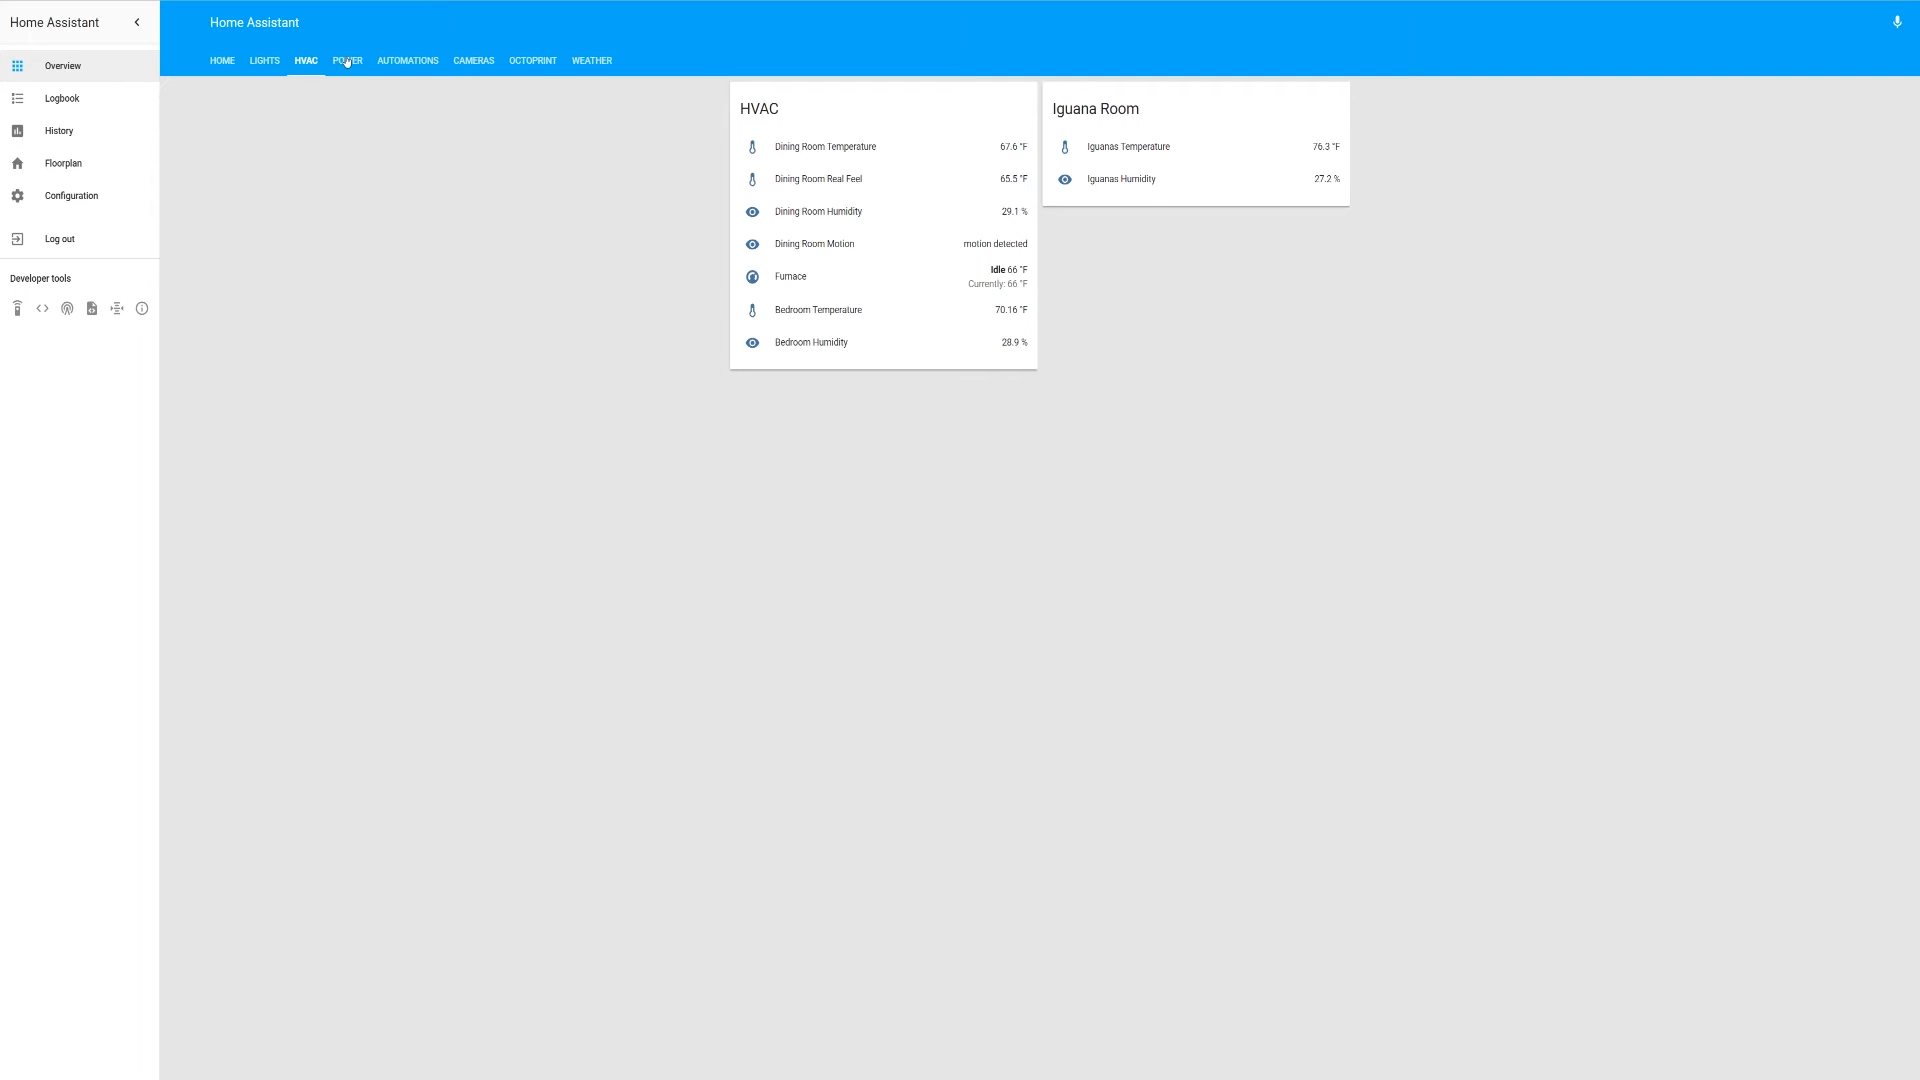 Home Assistant
Overview
Logbook
History
Floorplan
Configuration
Log out
Developer tools
Home Assistant
HOME LIGHTS HVAC POWER AUTOMATIONS CAMERAS OCTOPRINT WEATHER
HVAC
Dining Room Temperature 67.6 °F
Dining Room Real Feel 65.5 °F
Dining Room Humidity 29.1 %
Dining Room Motion motion detected
Furnace Idle 66 °F
Currently: 66 °F
Bedroom Temperature 70.16 °F
Bedroom Humidity 28.9 %
Iguana Room
Iguanas Temperature 76.3 °F
Iguanas Humidity 27.2 %